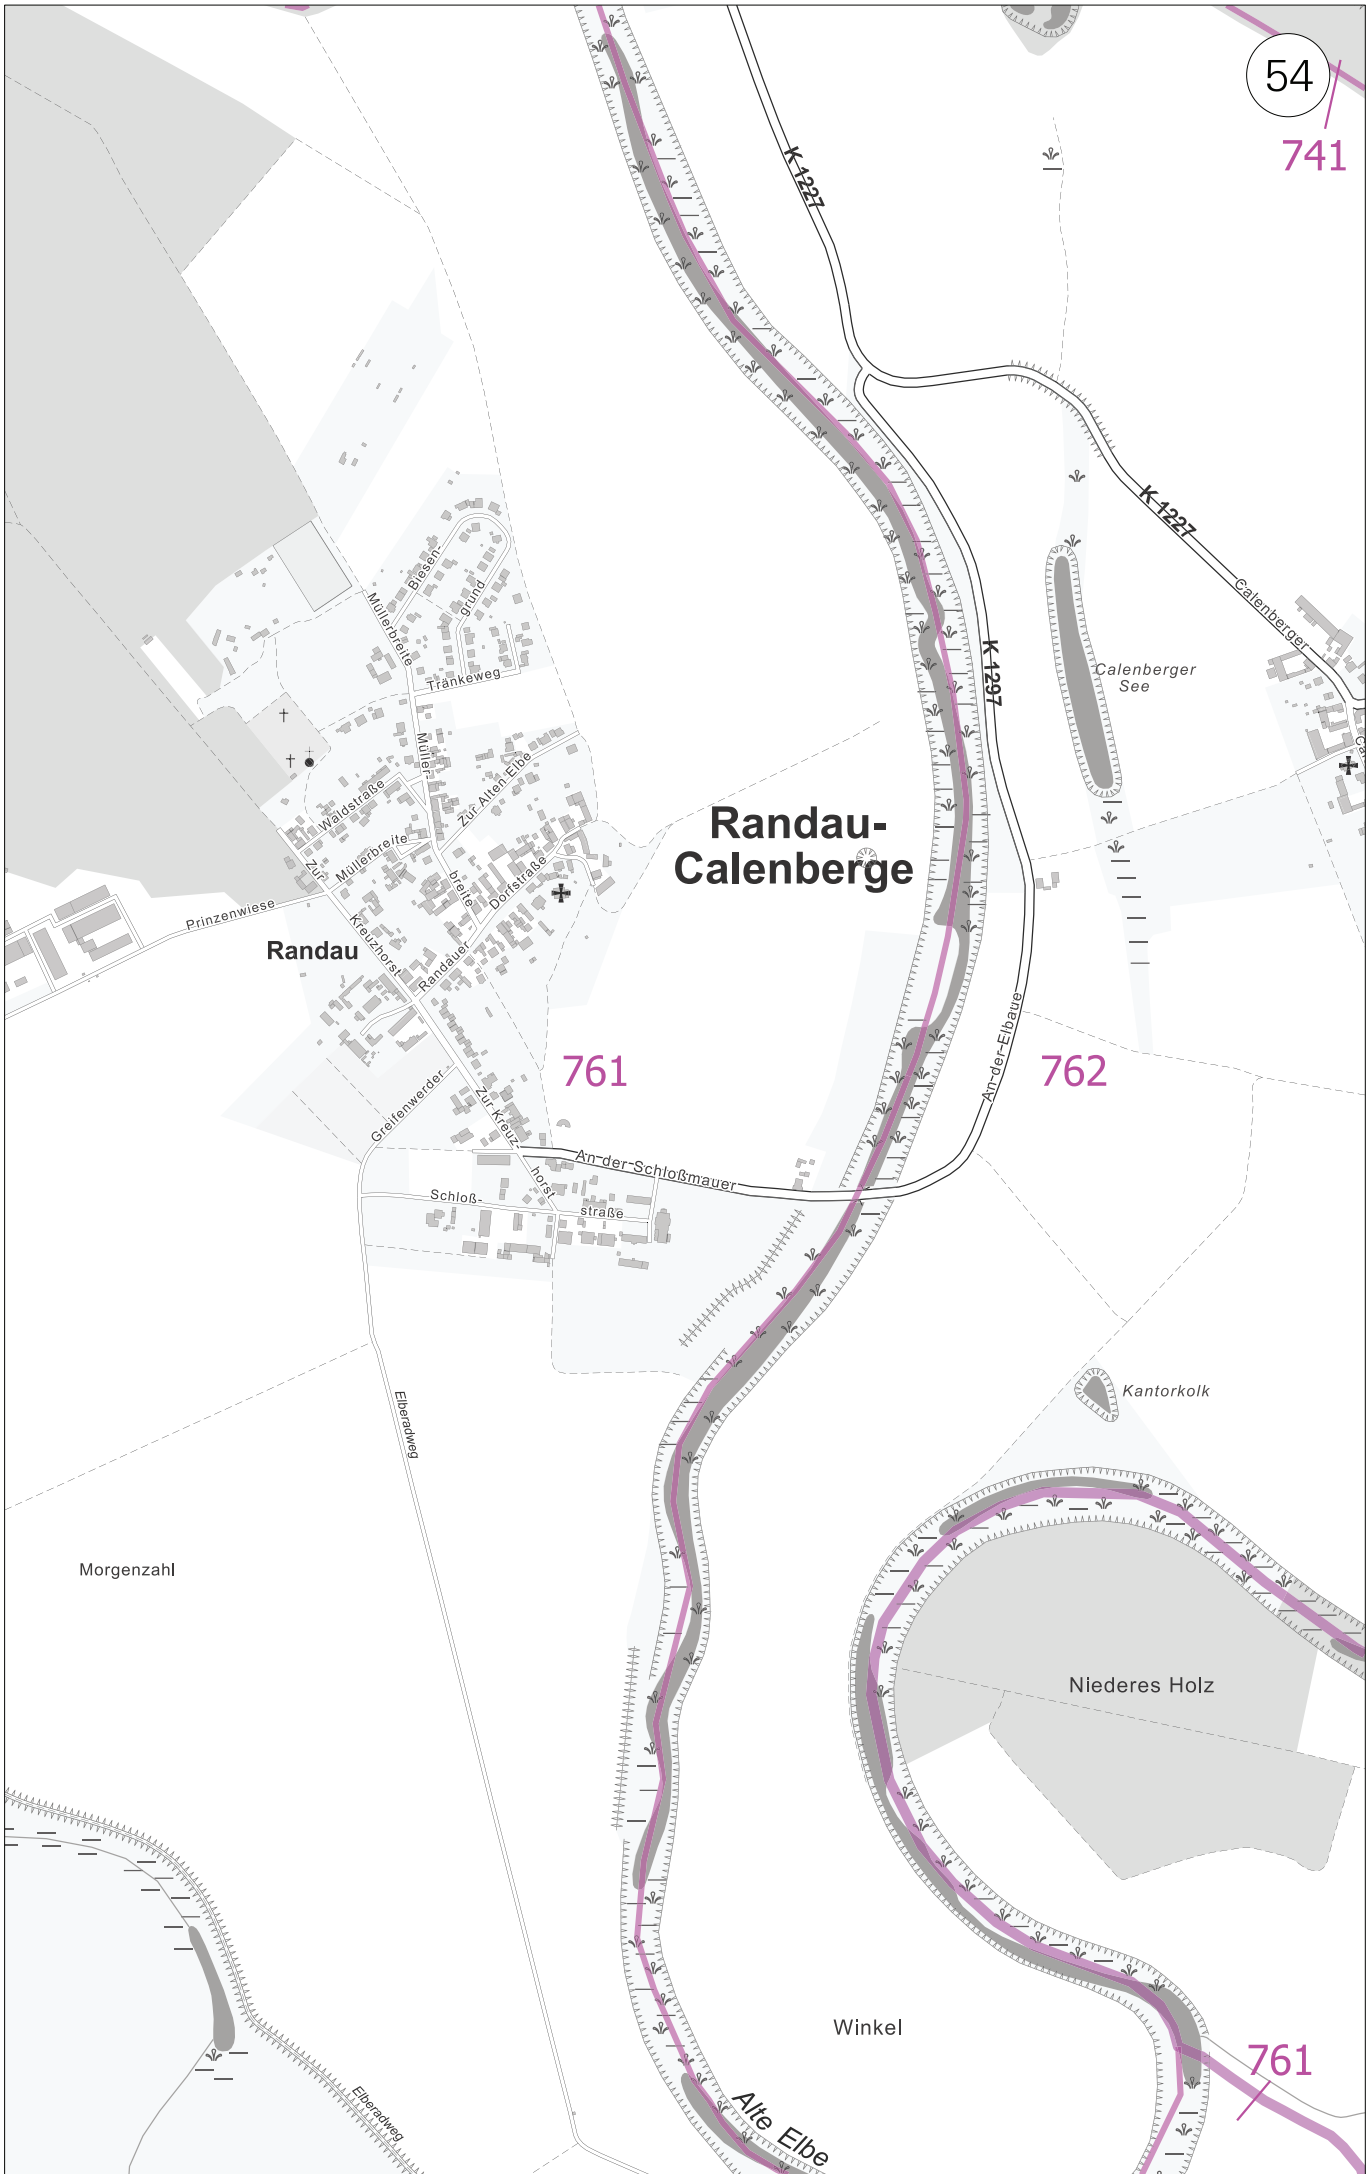 54
741
K 1227
K 1227
Biesen-
grund
Müllerbreite
Tränkeweg
Müller-
breite
Zur Alten Elbe
Waldstraße
Müllerbreite
Dorfstraße
Randauer
Zur
Kreuzhorst
Prinzenwiese
Randau
Randau-
Calenberge
K 1297
Calenberger
See
Calenberger
Ca
An-der-Elbaue
761
762
Greifenwerder
Zur Kreuz-
horst
An der Schloßmauer
Schloß-
straße
Elberadweg
Kantorkolk
Morgenzahl
Niederes Holz
Winkel
761
Alte Elbe
Elberadweg